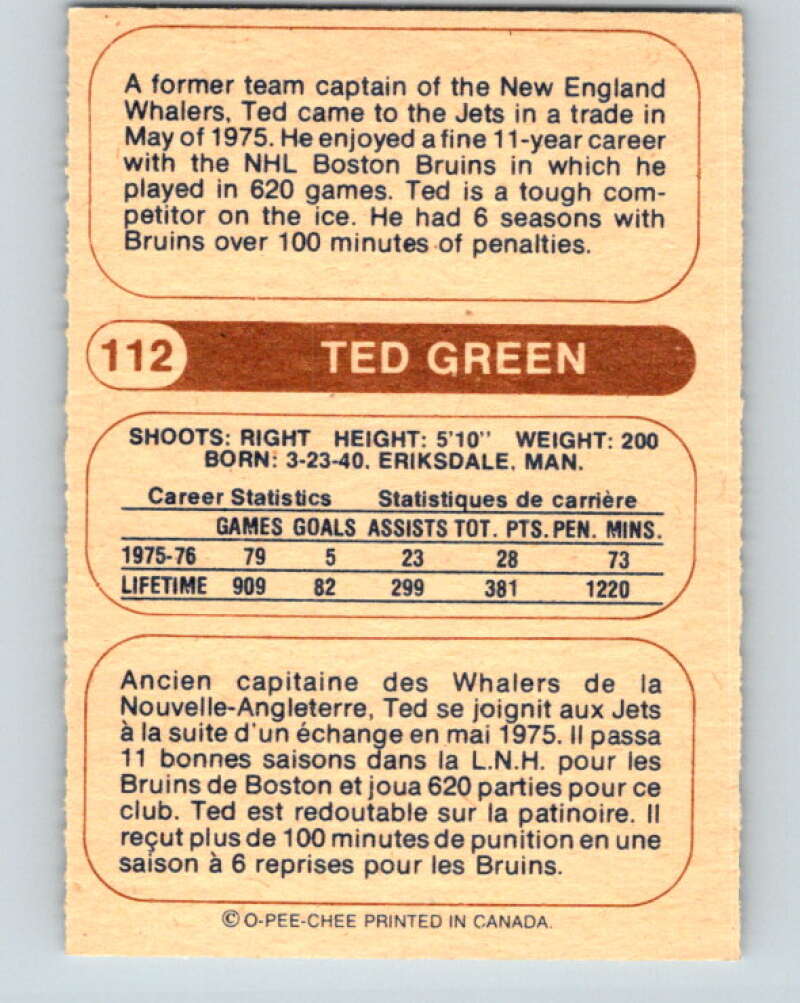 A former team captain of the New England
Whalers, Ted came to the Jets in a trade in
May of 1975. He enjoyed a fine 11-year career
with the NHL Boston Bruins in which he
played in 620 games. Ted is a tough com-
petitor on the ice. He had 6 seasons with
Bruins over 100 minutes of penalties.
112 TED GREEN
SHOOTS: RIGHT HEIGHT: 5'10" WEIGHT: 200
BORN: 3-23-40. ERIKSDALE, MAN.
Career Statistics Statistiques de carrière
GAMES GOALS ASSISTS TOT. PTS. PEN. MINS.
1975-76 79 5 23 28 73
LIFETIME 909 82 299 381 1220
Ancien capitaine des Whalers de la
Nouvelle-Angleterre, Ted se joignit aux Jets
à la suite d'un échange en mai 1975. Il passa
11 bonnes saisons dans la L.N.H. pour les
Bruins de Boston et joua 620 parties pour ce
club. Ted est redoutable sur la patinoire. Il
reçut plus de 100 minutes de punition en une
saison à 6 reprises pour les Bruins.
© O-PEE-CHEE PRINTED IN CANADA.